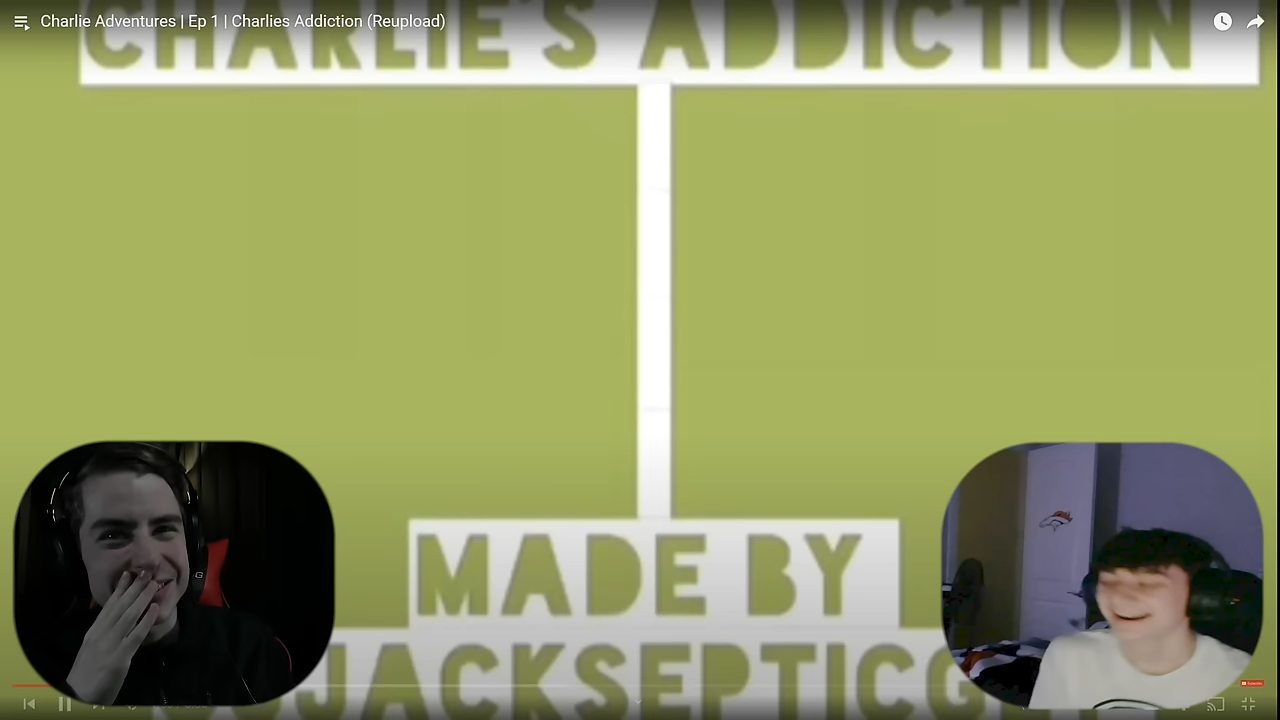 Charlie Adventures | Ep 1 | Charlies Addiction (Reupload)
CHARLIE'S ADDICTION
MADE BY